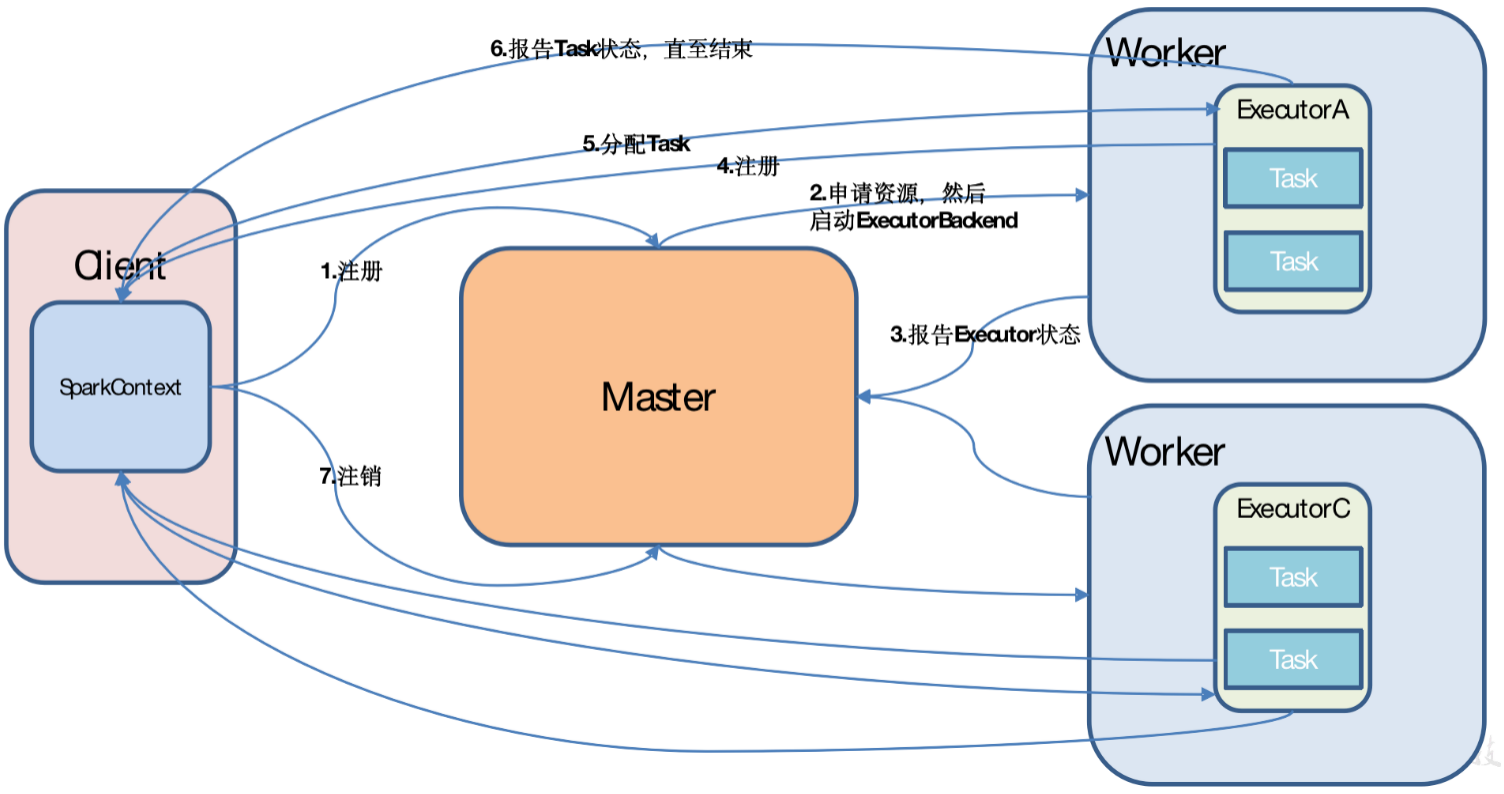 6.报告Task状态，直至结束
Worker
ExecutorA
5.分配Task
4.注册
Task
2.申请资源，然后
启动ExecutorBackend
Client
Task
1.注册
3.报告Executor状态
SparkContext
Master
Worker
7.注销
ExecutorC
Task
Task
技